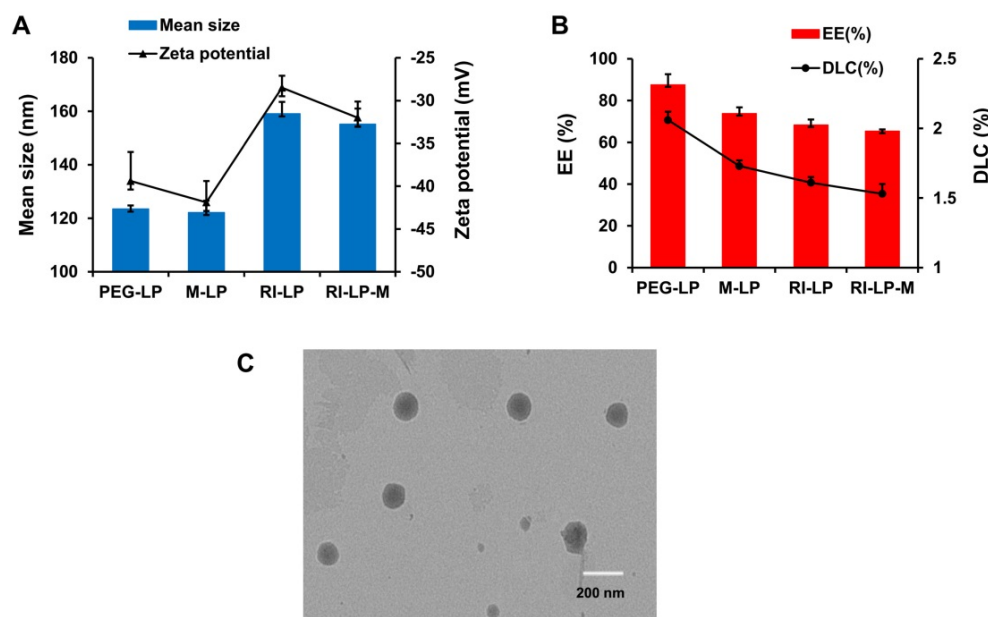 A
Mean size
Zeta potential
180
160
140
120
100
Mean size (nm)
-25
-30
-35
-40
-45
-50
Zeta potential (mV)
PEG-LP M-LP RI-LP RI-LP-M
B
EE(%)
DLC(%)
100
80
60
40
20
0
EE (%)
2.5
2
1.5
1
DLC (%)
PEG-LP M-LP RI-LP RI-LP-M
C
200 nm